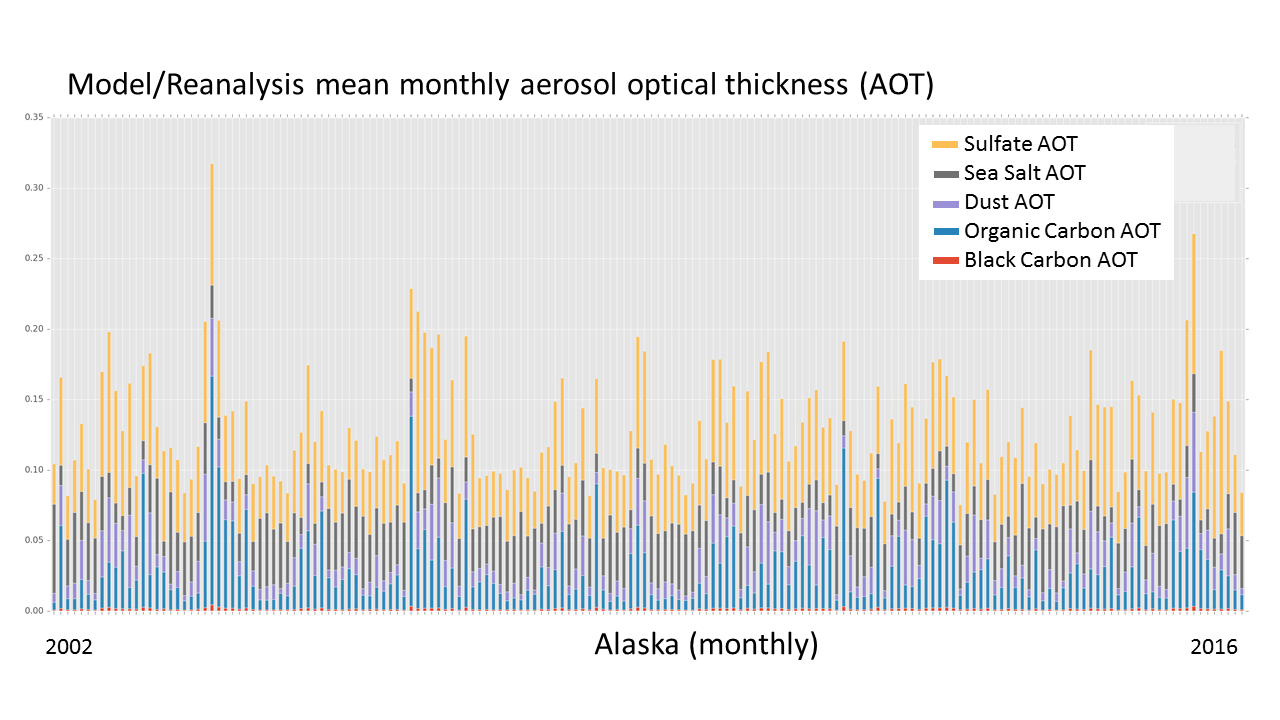 Model/Reanalysis mean monthly aerosol optical thickness (AOT)
0.35
0.30
0.25
0.20
0.15
0.10
0.05
0.00
Sulfate AOT
Sea Salt AOT
Dust AOT
Organic Carbon AOT
Black Carbon AOT
2002
Alaska (monthly)
2016